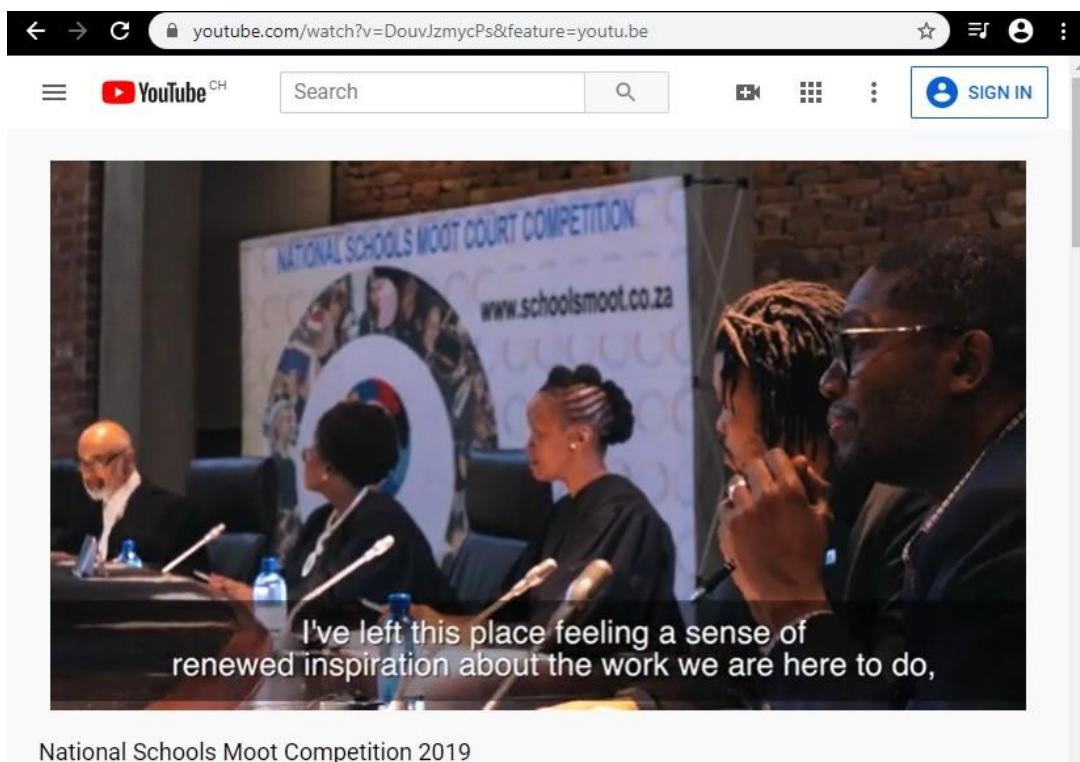 youtube.com/watch?v=DouvJzmycPs&feature=youtu.be
YouTube CH
Search
SIGN IN
NATIONAL SCHOOLS MOOT COURT COMPETITION
www.schoolsmoot.co.za
I've left this place feeling a sense of
renewed inspiration about the work we are here to do,
National Schools Moot Competition 2019